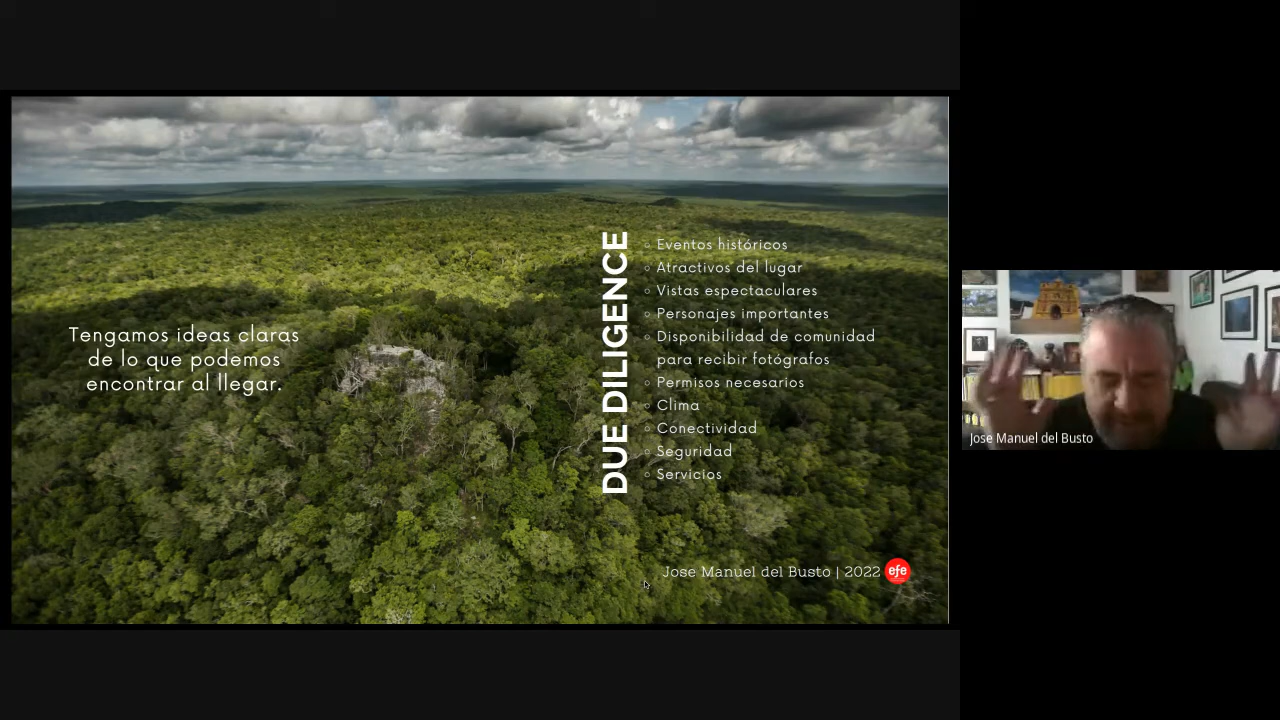 Tengamos ideas claras
de lo que podemos
encontrar al llegar.
DUE DILIGENCE
Eventos históricos
Atractivos del lugar
Vistas espectaculares
Personajes importantes
Disponibilidad de comunidad
para recibir fotógrafos
Permisos necesarios
Clima
Conectividad
Seguridad
Servicios
Jose Manuel del Busto | 2022
efe
Jose Manuel del Busto